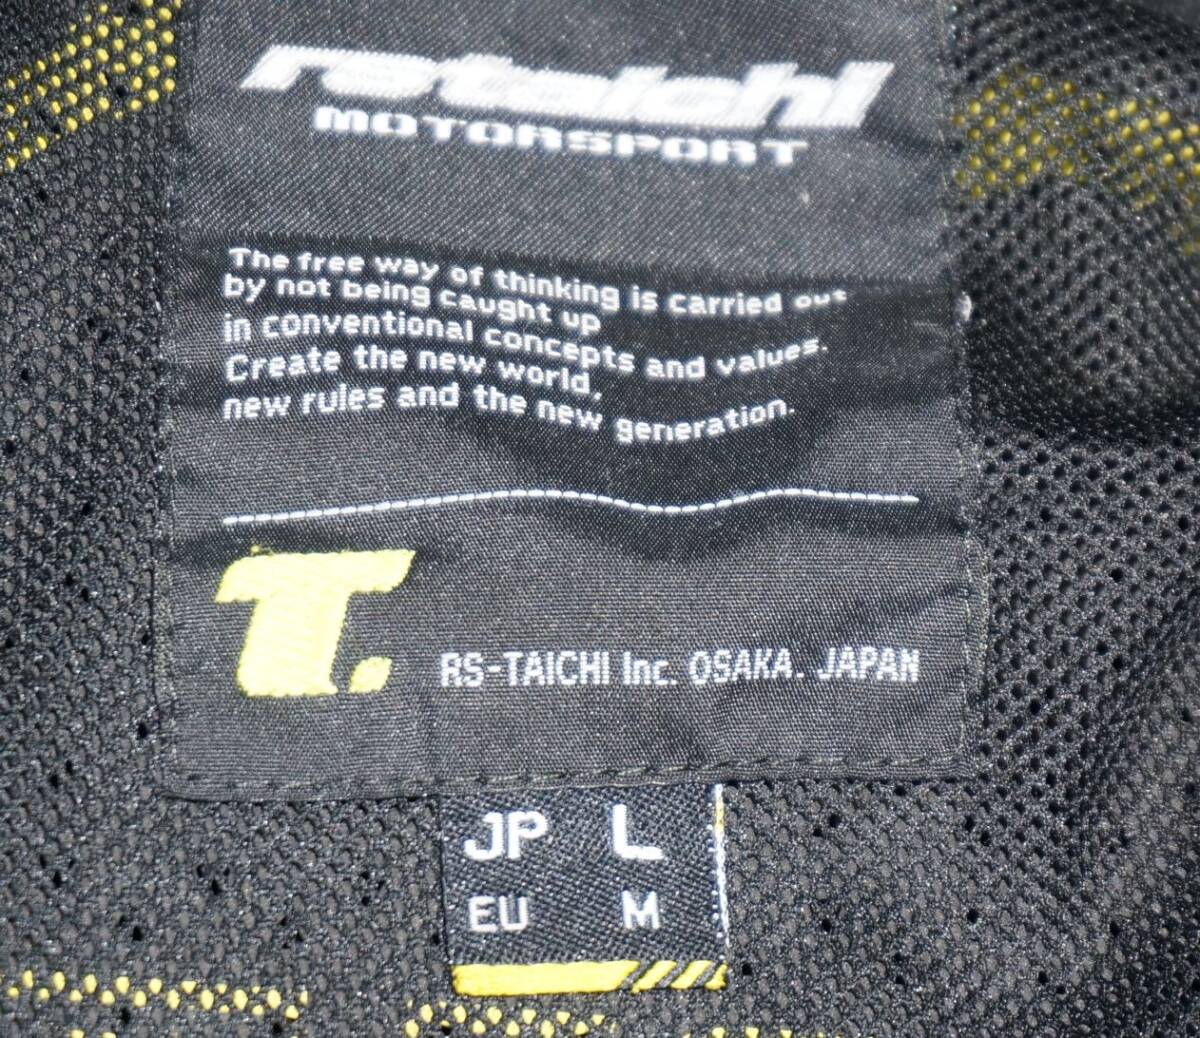 rstaichi
MOTORSPORT
The free way of thinking is carried out
by not being caught up
in conventional concepts and values.
Create the new world,
new rules and the new generation.
T.
RS-TAICHI Inc. OSAKA. JAPAN
JP L
EU M